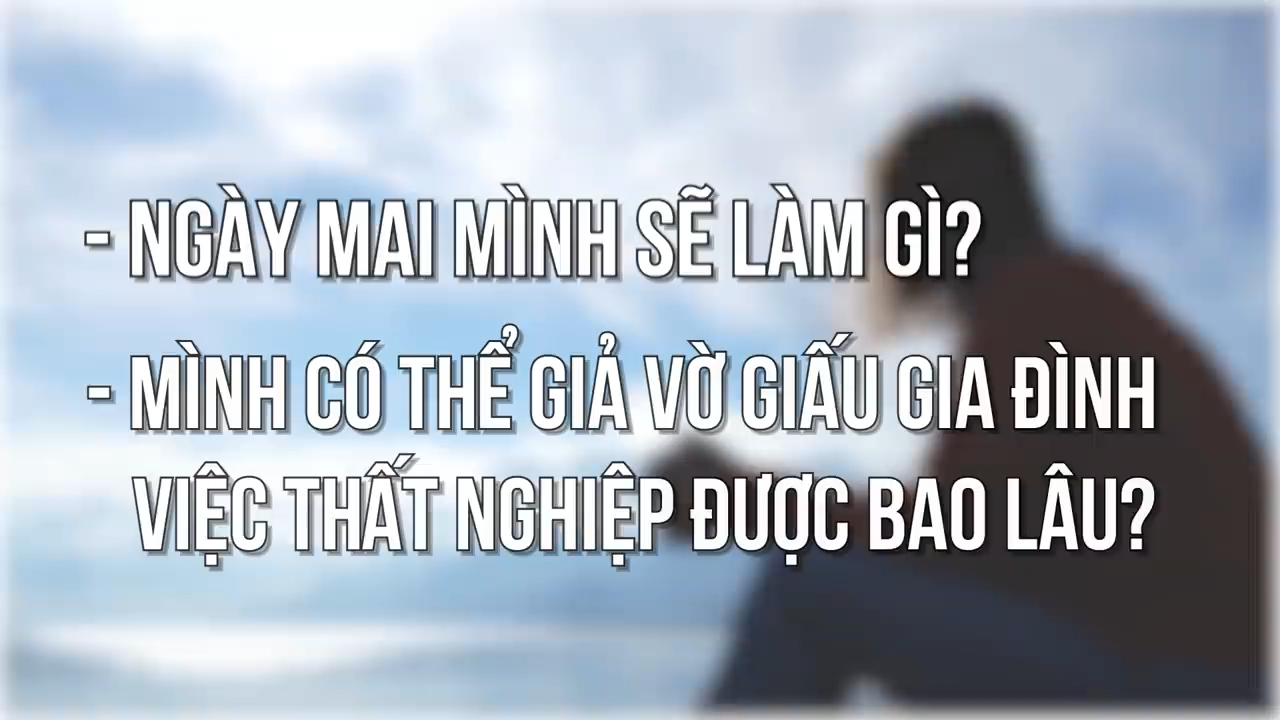 - NGÀY MAI MÌNH SẼ LÀM GÌ?
- MÌNH CÓ THỂ GIẢ VỜ GIẤU GIA ĐÌNH
VIỆC THẤT NGHIỆP ĐƯỢC BAO LÂU?